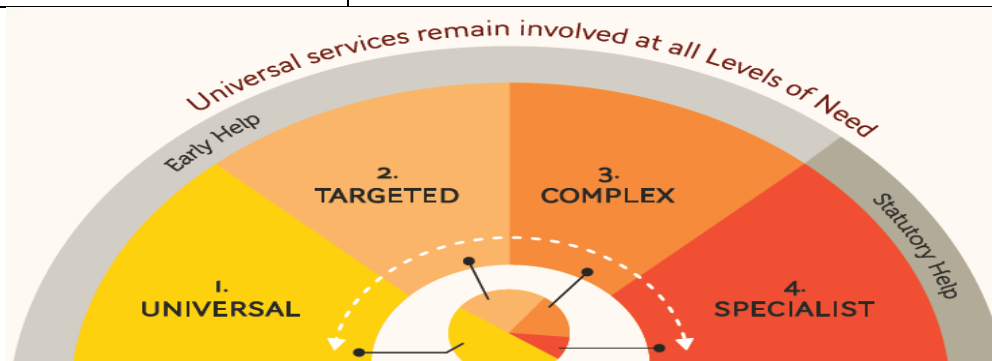 Universal services remain involved at all Levels of Need
Early Help
2.
TARGETED
3.
COMPLEX
Statutory Help
1.
UNIVERSAL
4.
SPECIALIST